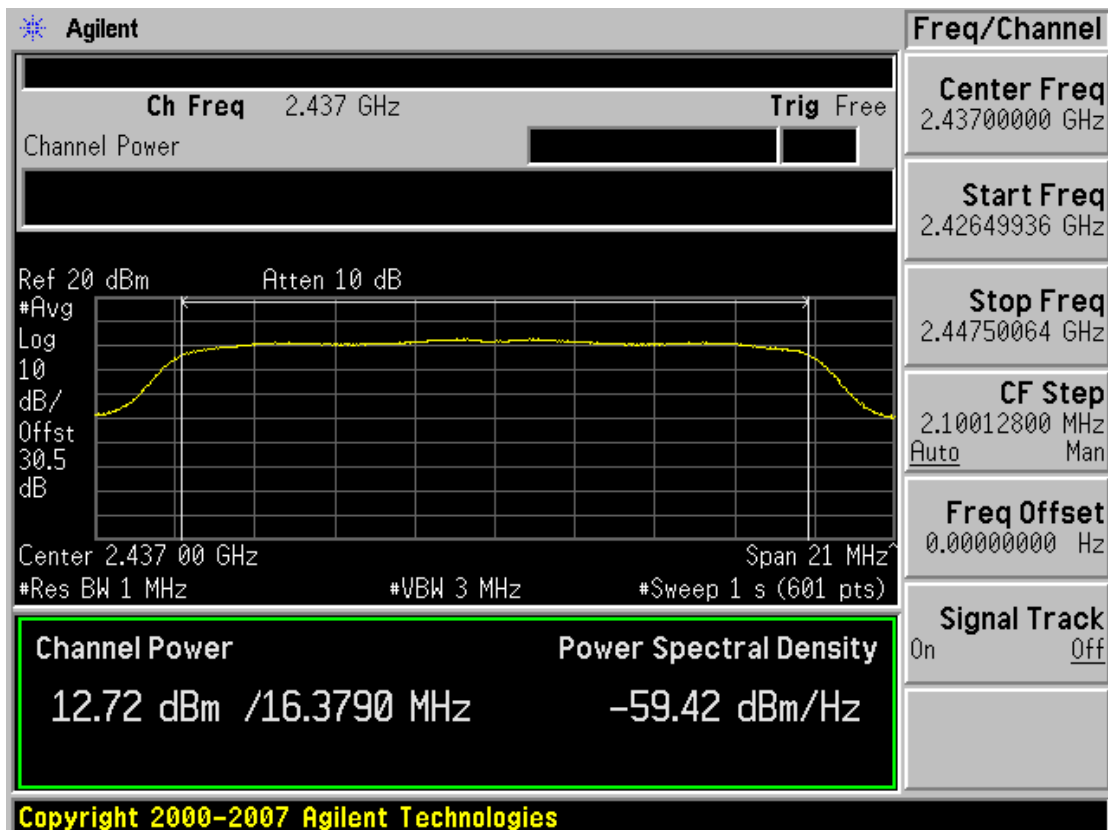 Agilent
Ch Freq 2.437 GHz Trig Free
Channel Power
Ref 20 dBm Atten 10 dB
#Avg
Log
10
dB/
Offst
30.5
dB
Center 2.437 00 GHz Span 21 MHz^
#Res BW 1 MHz #VBW 3 MHz #Sweep 1 s (601 pts)
Channel Power Power Spectral Density
12.72 dBm /16.3790 MHz -59.42 dBm/Hz
Copyright 2000-2007 Agilent Technologies
Freq/Channel
Center Freq
2.43700000 GHz
Start Freq
2.42649936 GHz
Stop Freq
2.44750064 GHz
CF Step
2.10012800 MHz
Auto Man
Freq Offset
0.00000000 Hz
Signal Track
On Off